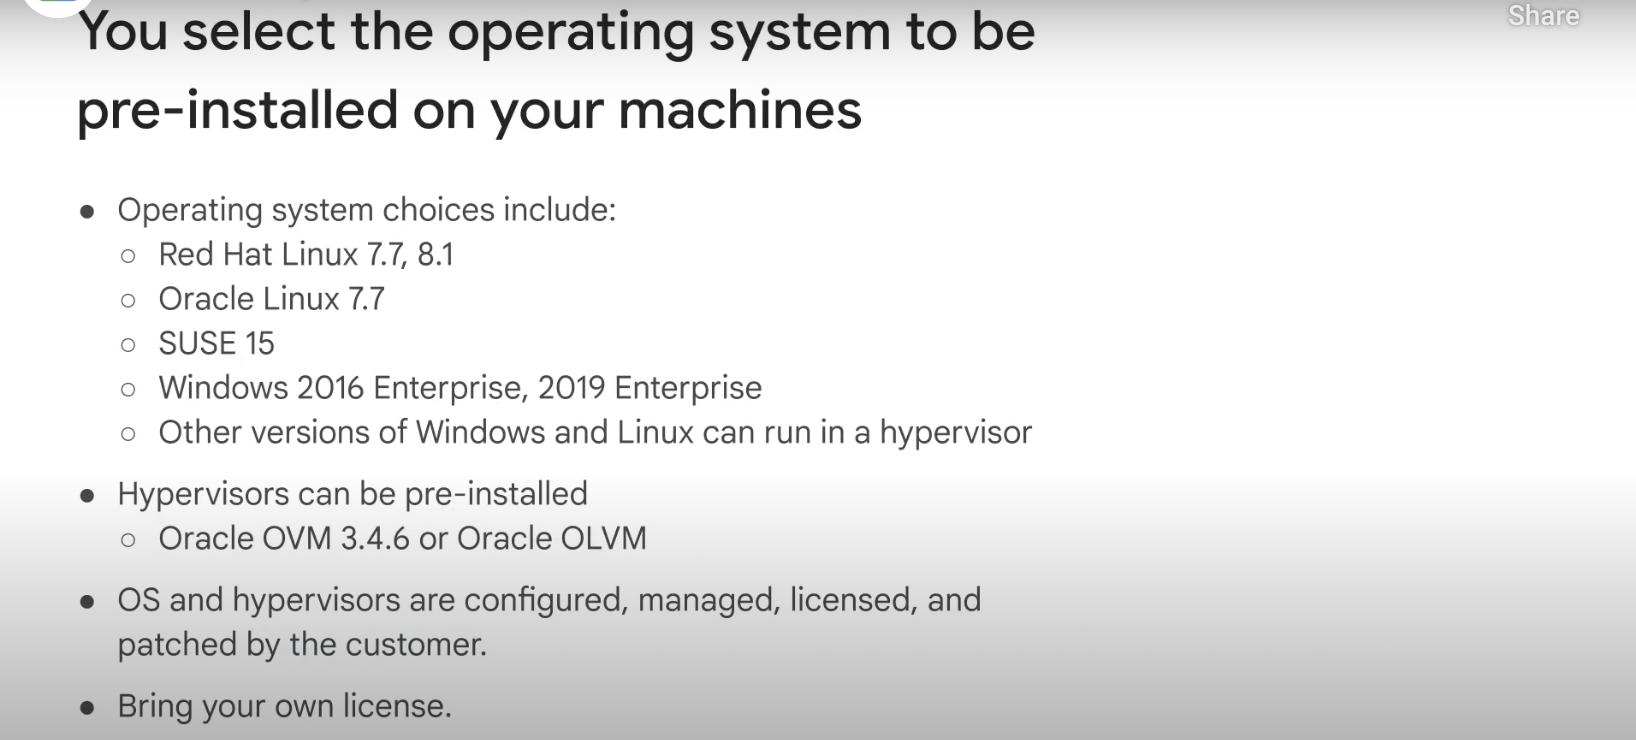 You select the operating system to be
Share
pre-installed on your machines
● Operating system choices include:
○ Red Hat Linux 7.7, 8.1
○ Oracle Linux 7.7
○ SUSE 15
○ Windows 2016 Enterprise, 2019 Enterprise
○ Other versions of Windows and Linux can run in a hypervisor
● Hypervisors can be pre-installed
○ Oracle OVM 3.4.6 or Oracle OLVM
● OS and hypervisors are configured, managed, licensed, and
patched by the customer.
● Bring your own license.